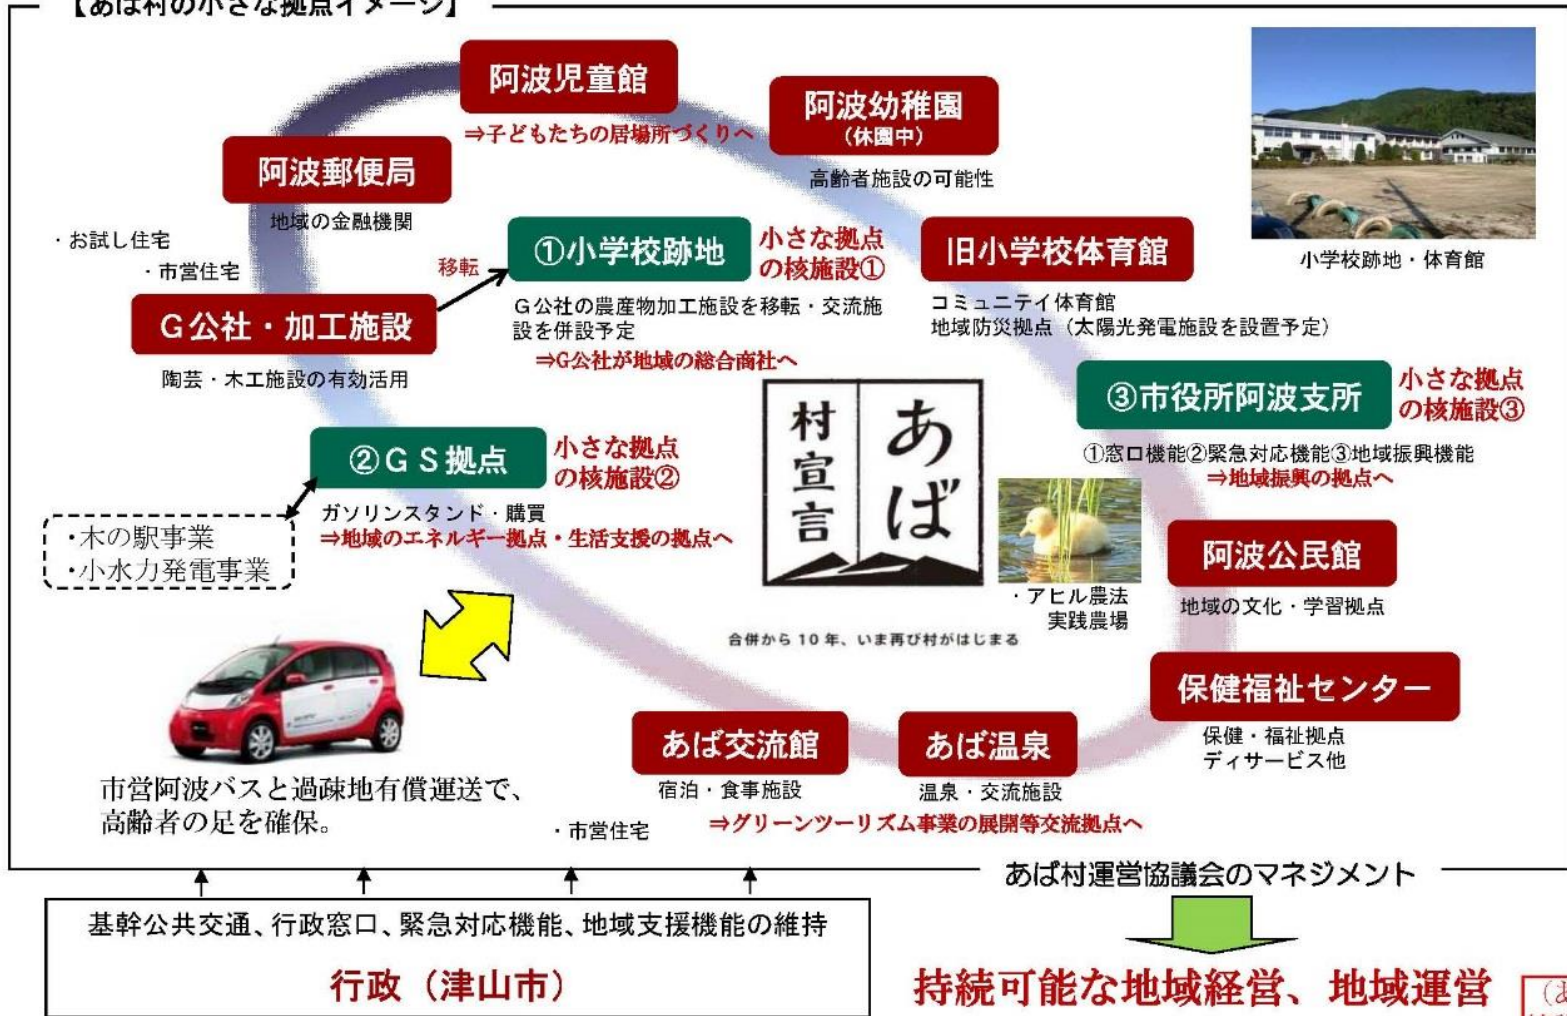 【あば村の小さな拠点イメージ】
阿波児童館
⇒子どもたちの居場所づくりへ
阿波幼稚園
（休園中）
高齢者施設の可能性
阿波郵便局
地域の金融機関
・お試し住宅
・市営住宅
移転
①小学校跡地
小さな拠点
の核施設①
G公社の農産物加工施設を移転・交流施
設を併設予定
⇒G公社が地域の総合商社へ
旧小学校体育館
コミュニテイ体育館
地域防災拠点（太陽光発電施設を設置予定）
小学校跡地・体育館
G公社・加工施設
陶芸・木工施設の有効活用
②GS拠点
小さな拠点
の核施設②
ガソリンスタンド・購買
⇒地域のエネルギー拠点・生活支援の拠点へ
・木の駅事業
・小水力発電事業
あば
村宣言
合併から10年、いま再び村がはじまる
③市役所阿波支所
小さな拠点
の核施設③
①窓口機能②緊急対応機能③地域振興機能
⇒地域振興の拠点へ
・アヒル農法
実践農場
阿波公民館
地域の文化・学習拠点
保健福祉センター
保健・福祉拠点
ディサービス他
あば交流館
宿泊・食事施設
あば温泉
温泉・交流施設
⇒グリーンツーリズム事業の展開等交流拠点へ
・市営住宅
市営阿波バスと過疎地有償運送で、
高齢者の足を確保。
あば村運営協議会のマネジメント
基幹公共交通、行政窓口、緊急対応機能、地域支援機能の維持
行政（津山市）
持続可能な地域経営、地域運営
（あ